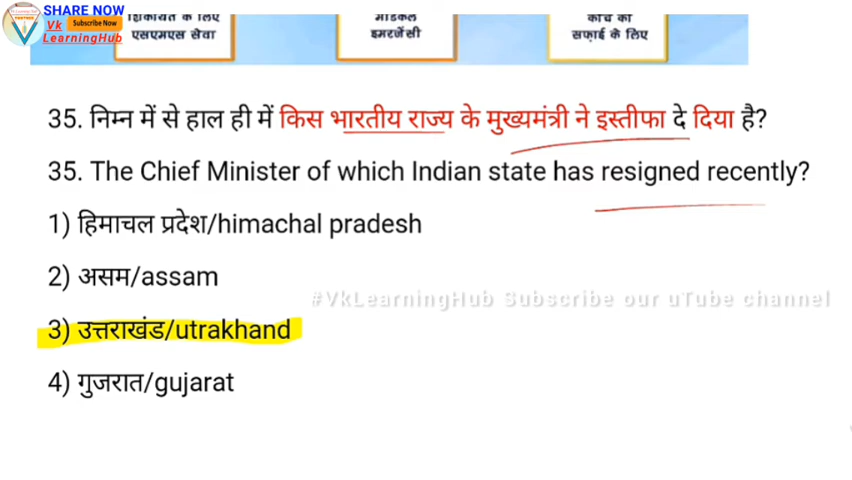 SHARE NOW
Vk
Subscribe Now
LearningHub
शिकायत के लिए
एसएमएस सेवा
मेडिकल
इमरजेंसी
कोच की
सफ़ाई के लिए
35. निम्न में से हाल ही में किस भारतीय राज्य के मुख्यमंत्री ने इस्तीफा दे दिया है?
35. The Chief Minister of which Indian state has resigned recently?
1) हिमाचल प्रदेश/himachal pradesh
2) असम/assam
#VkLearningHub Subscribe our uTube channel
3) उत्तराखंड/utrakhand
4) गुजरात/gujarat